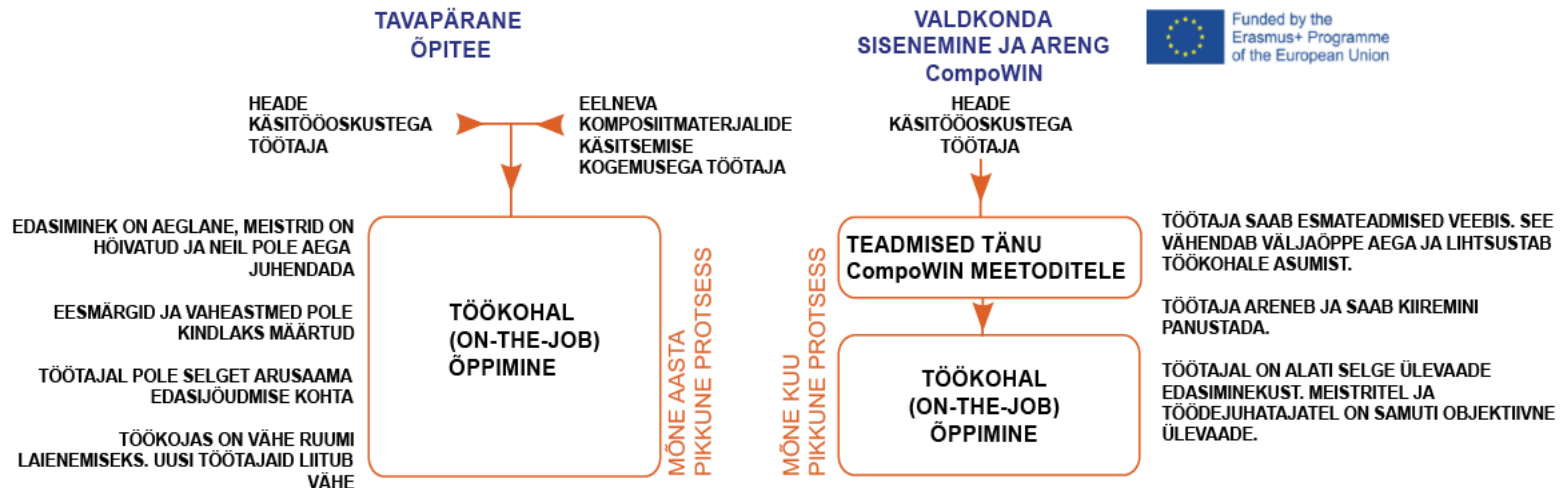 TAVAPÄRANE
ÕPITEE
HEADE
KÄSITÖÖOSKUSTEGA
TÖÖTAJA
EELNEVA
KOMPOSIITMATERJALIDE
KÄSITSEMISE
KOGEMUSEGA TÖÖTAJA
EDASIMINEK ON AEGLANE, MEISTRID ON
HÕIVATUD JA NEIL POLE AEGA
JUHENDADA
EESMÄRGID JA VAHEASTMED POLE
KINDLAKS MÄÄRTUD
TÖÖTAJAL POLE SELGET ARUSAAMA
EDASIJÕUDMISE KOHTA
TÖÖKOJAS ON VÄHE RUUMI
LAIENEMISEKS. UUSI TÖÖTAJAID LIITUB
VÄHE
TÖÖKOHAL
(ON-THE-JOB)
ÕPPIMINE
MÕNE AASTA
PIKKUNE PROTSESS
VALDKONDA
SISENEMINE JA ARENG
CompoWIN
Funded by the
Erasmus+ Programme
of the European Union
HEADE
KÄSITÖÖOSKUSTEGA
TÖÖTAJA
MÕNE KUU
PIKKUNE PROTSESS
TEADMISED TÄNU
CompoWIN MEETODITELE
TÖÖKOHAL
(ON-THE-JOB)
ÕPPIMINE
TÖÖTAJA SAAB ESMATEADMISED VEEBIS. SEE
VÄHENDAB VÄLJAÕPPE AEGA JA LIHTSUSTAB
TÖÖKOHALE ASUMIST.
TÖÖTAJA ARENEB JA SAAB KIIREMINI
PANUSTADA.
TÖÖTAJAL ON ALATI SELGE ÜLEVAADE
EDASIMINEKUST. MEISTRITEL JA
TÖÖDEJUHATAJATEL ON SAMUTI OBJEKTIIVNE
ÜLEVAADE.